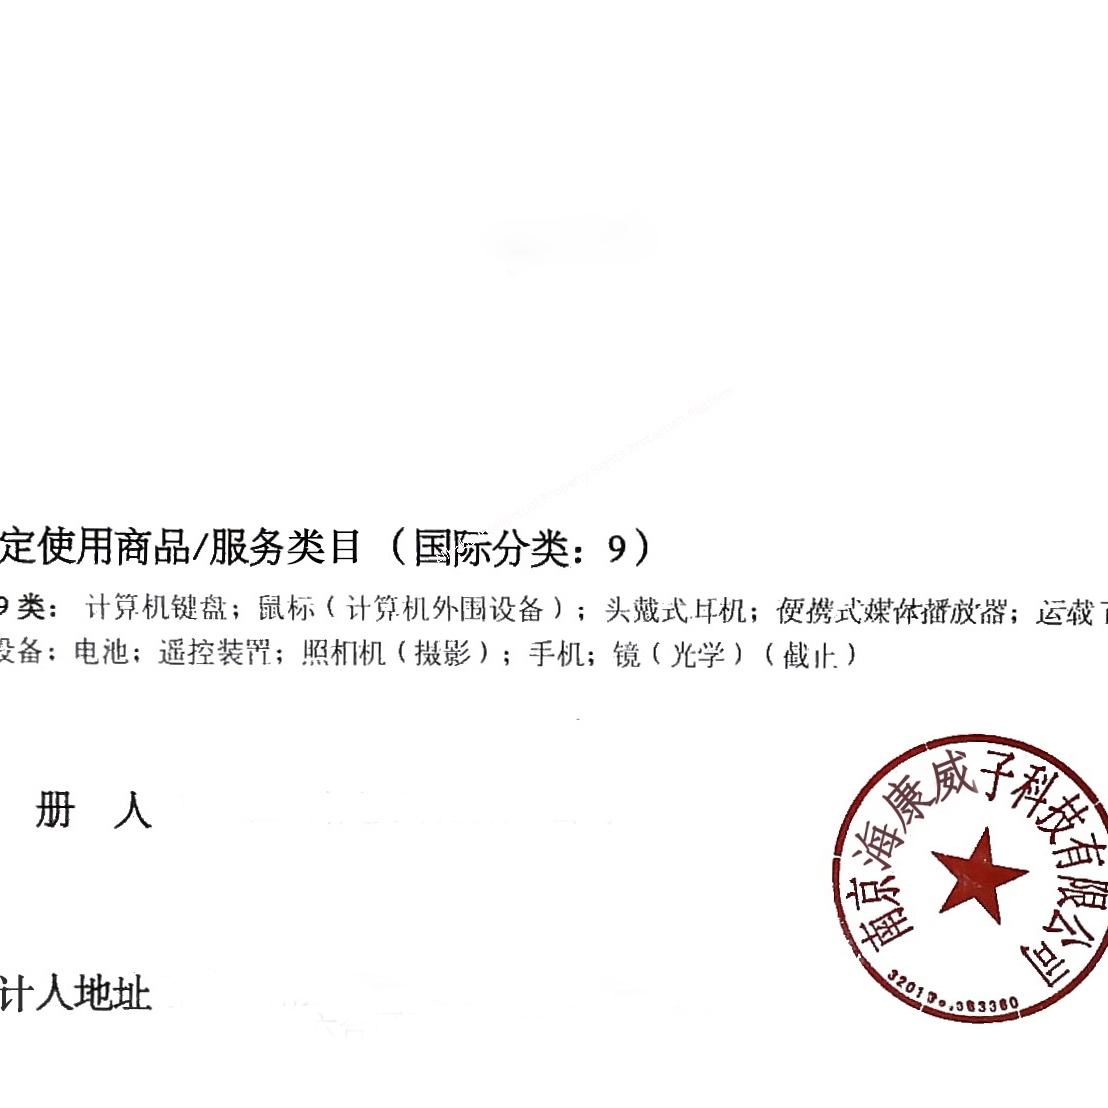 定使用商品/服务类目（国际分类：9）
9类： 计算机键盘；鼠标（计算机外围设备）；头戴式耳机；便携式媒体播放器；运载
设备；电池；遥控装置；照相机（摄影）；手机；镜（光学）（截止）
册 人
计人地址
南京海康威子科技有限公司